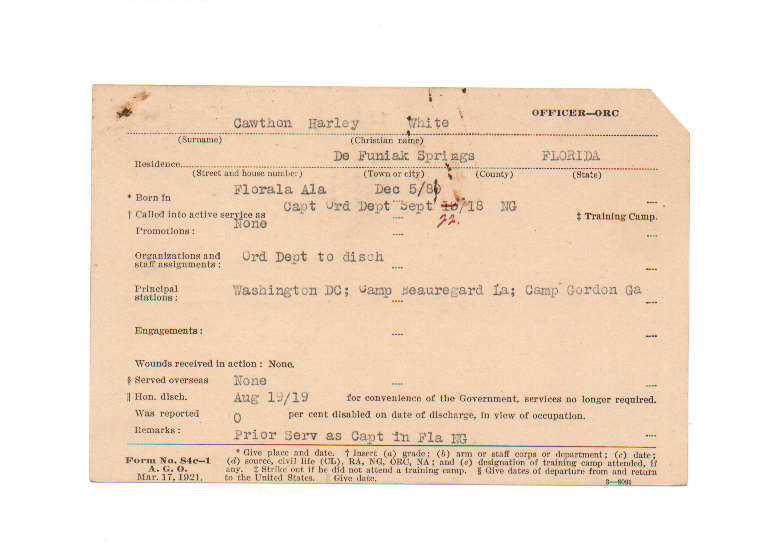 OFFICER—ORC
Cawthon Harley White
(Surname) (Christian name)
De Funiak Springs FLORIDA
Residence
(Street and house number) (Town or city) (County) (State)
Florala Ala Dec 5/80
* Born in
Capt Ord Dept Sept 18/18 NG
† Called into active service as ‡ Training Camp.
22.
None
Promotions :
Organizations and Ord Dept to disch
staff assignments :
Principal Washington DC; Camp Beauregard La; Camp Gordon Ga
stations :
Engagements :
Wounds received in action : None.
§ Served overseas None
‖ Hon. disch. Aug 19/19 for convenience of the Government, services no longer required.
Was reported 0 per cent disabled on date of discharge, in view of occupation.
Remarks : Prior Serv as Capt in Fla NG
* Give place and date. † Insert (a) grade; (b) arm or staff corps or department; (c) date;
Form No. 84c–1 (d) source, civil life (CL), RA, NG, ORC, NA; and (e) designation of training camp attended, if
A. G. O. any. ‡ Strike out if he did not attend a training camp. § Give dates of departure from and return
Mar. 17, 1921. to the United States. ‖ Give date.